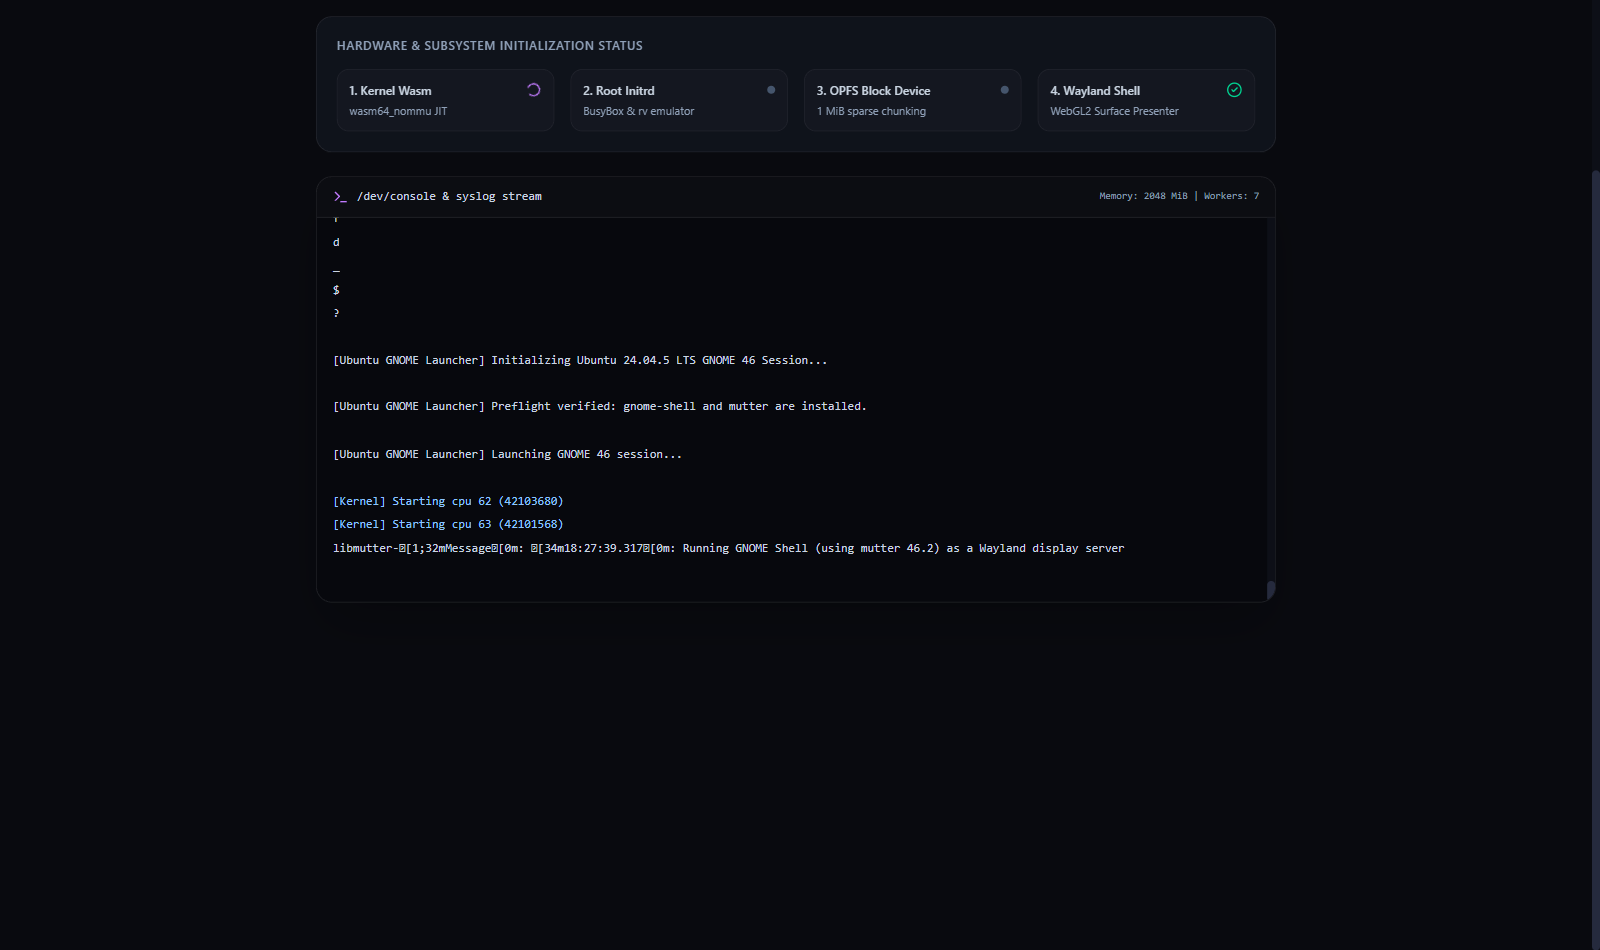 HARDWARE & SUBSYSTEM INITIALIZATION STATUS
1. Kernel Wasm
wasm64_nommu JIT
2. Root Initrd
BusyBox & rv emulator
3. OPFS Block Device
1 MiB sparse chunking
4. Wayland Shell
WebGL2 Surface Presenter
>_ /dev/console & syslog stream
Memory: 2048 MiB | Workers: 7
d
_
$
?
[Ubuntu GNOME Launcher] Initializing Ubuntu 24.04.5 LTS GNOME 46 Session...
[Ubuntu GNOME Launcher] Preflight verified: gnome-shell and mutter are installed.
[Ubuntu GNOME Launcher] Launching GNOME 46 session...
[Kernel] Starting cpu 62 (42103680)
[Kernel] Starting cpu 63 (42101568)
libmutter-□[1;32mMessage□[0m: □[34m18:27:39.317□[0m: Running GNOME Shell (using mutter 46.2) as a Wayland display server